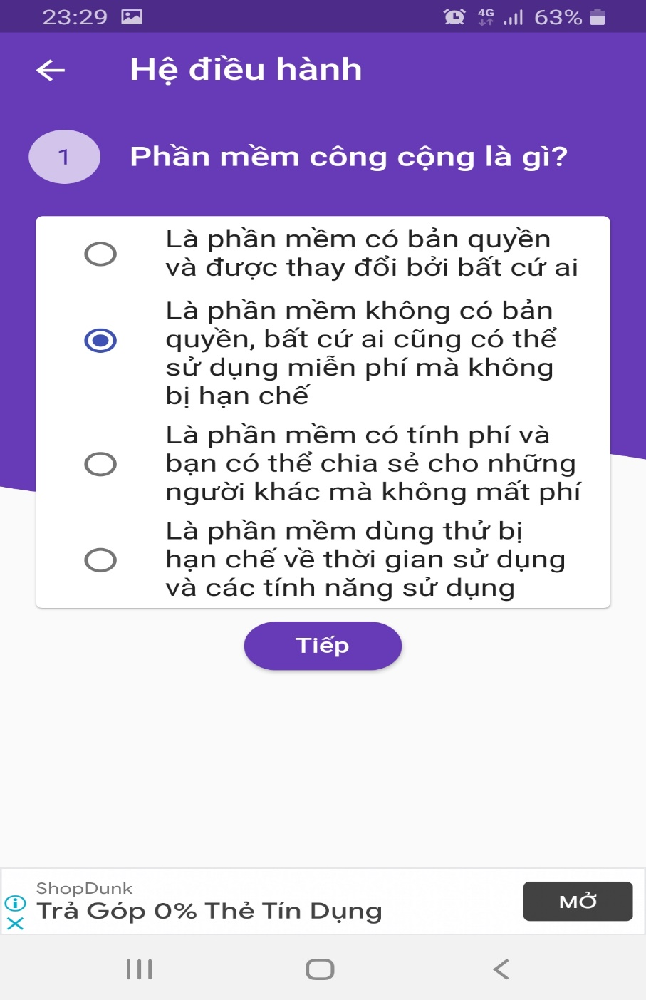 23:29
4G
63%
Hệ điều hành
1
Phần mềm công cộng là gì?
Là phần mềm có bản quyền
và được thay đổi bởi bất cứ ai
Là phần mềm không có bản
quyền, bất cứ ai cũng có thể
sử dụng miễn phí mà không
bị hạn chế
Là phần mềm có tính phí và
bạn có thể chia sẻ cho những
người khác mà không mất phí
Là phần mềm dùng thử bị
hạn chế về thời gian sử dụng
và các tính năng sử dụng
Tiếp
ShopDunk
Trả Góp 0% Thẻ Tín Dụng
MỞ